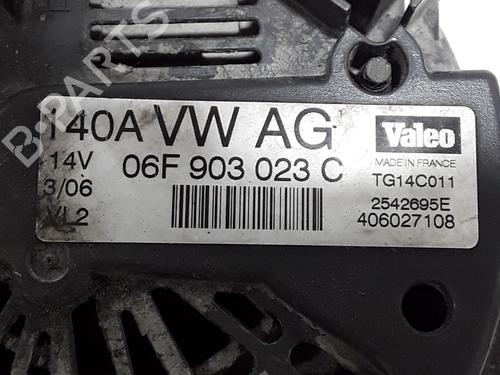 140A VW AG
Valeo
14V
06F 903 023 C
MADE IN FRANCE
3/06
TG14C011
VL2
2542695E
406027108
B-PARTS